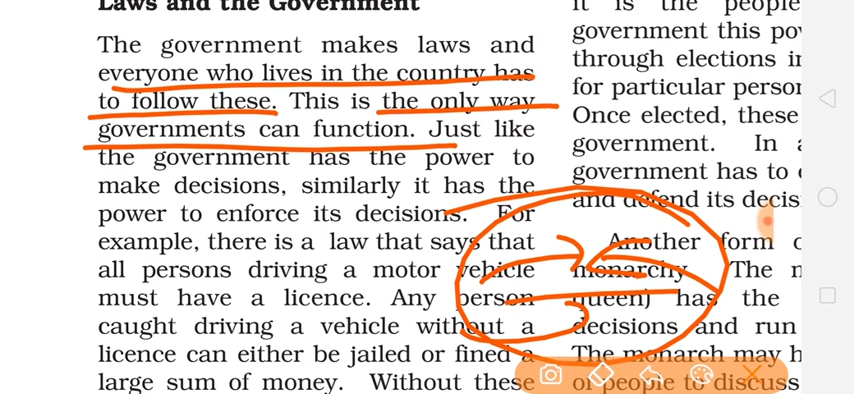 Laws and the Government
The government makes laws and
everyone who lives in the country has
to follow these. This is the only way
governments can function. Just like
the government has the power to
make decisions, similarly it has the
power to enforce its decisions. For
example, there is a law that says that
all persons driving a motor vehicle
must have a licence. Any person
caught driving a vehicle without a
licence can either be jailed or fined a
large sum of money. Without these
it is the people
government this
through elections
for particular
Once elected, these
government. In
government has to
and defend its
Another form
monarchy The
queen) has the
decisions and run
The monarch may
or people to discuss